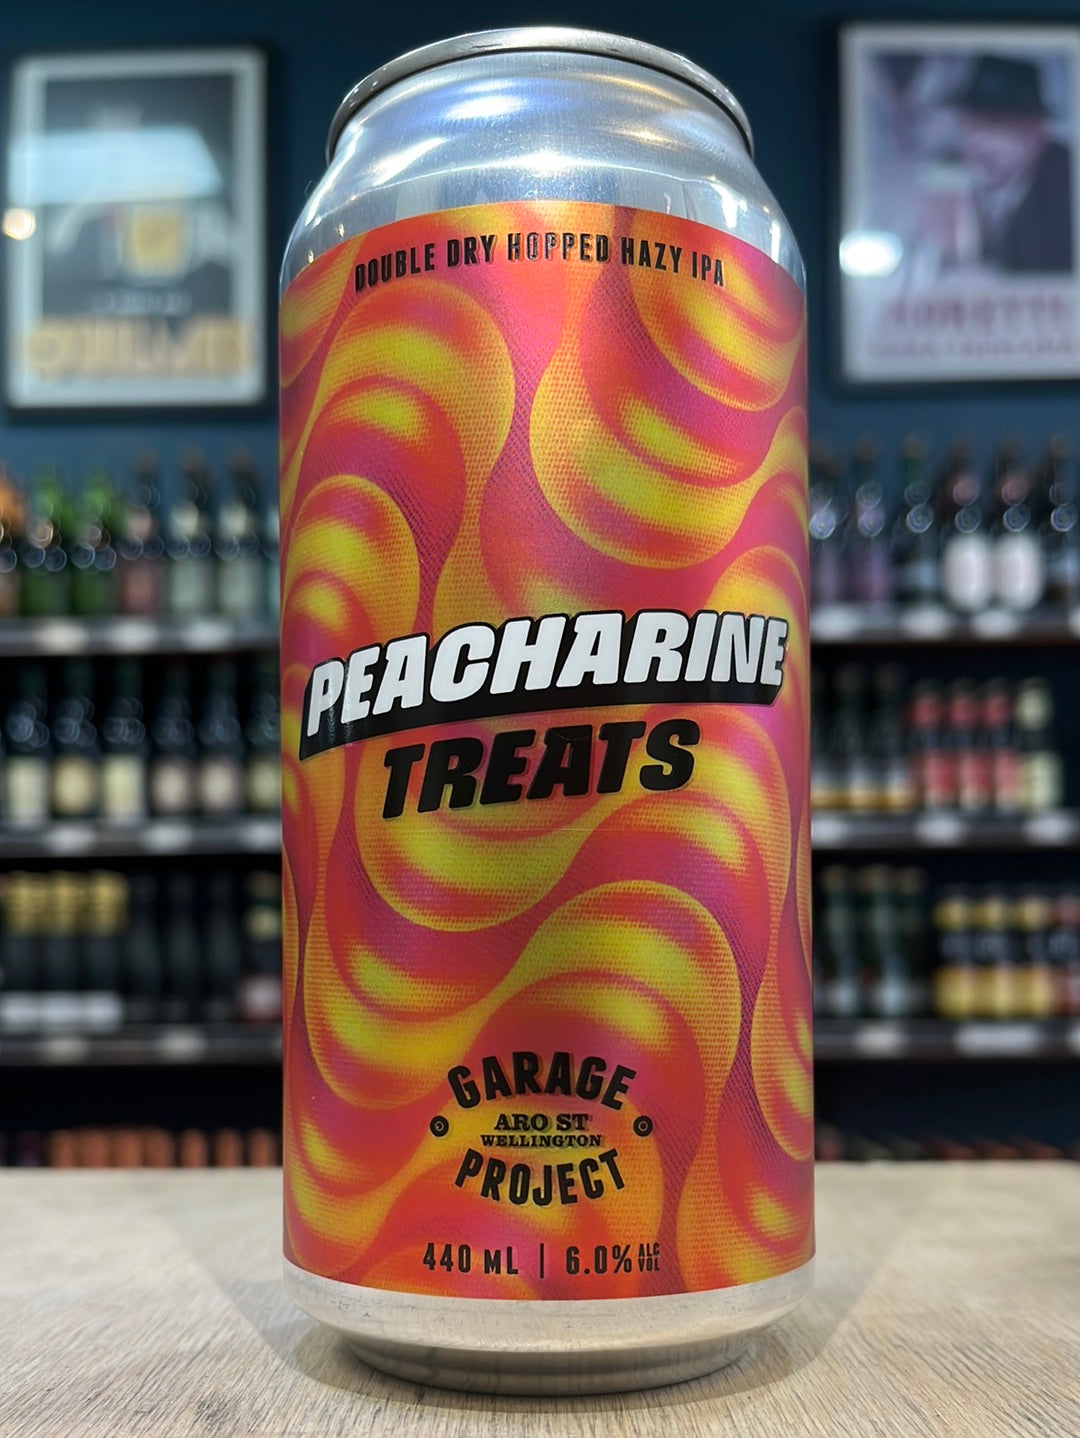 DOUBLE DRY HOPPED HAZY IPA
PEACHARINE
TREATS
GARAGE
ARO ST
WELLINGTON
PROJECT
440 mL | 6.0% ALC VOL